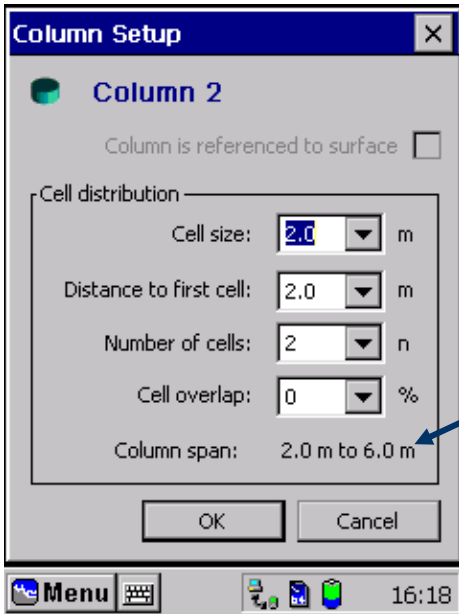 Column Setup
Column 2
Column is referenced to surface
Cell distribution
Cell size: 2.0 m
Distance to first cell: 2.0 m
Number of cells: 2 n
Cell overlap: 0 %
Column span: 2.0 m to 6.0 m
OK Cancel
Menu 16:18